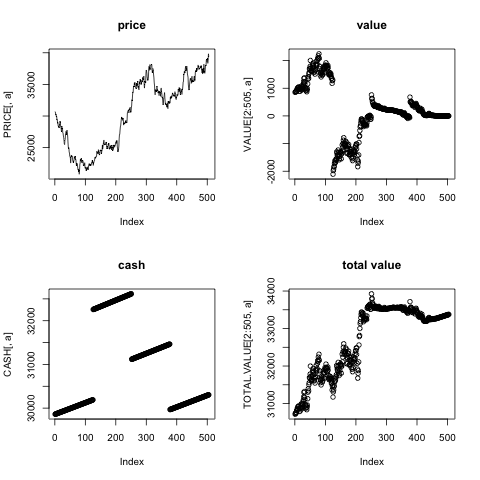 price
PRICE[, a]
25000
35000
0 100 200 300 400 500
Index
value
VALUE[2:505, a]
-2000
0
1000
0 100 200 300 400 500
Index
cash
CASH[, a]
30000
31000
32000
0 100 200 300 400 500
Index
total value
TOTAL.VALUE[2:505, a]
31000
32000
33000
34000
0 100 200 300 400 500
Index